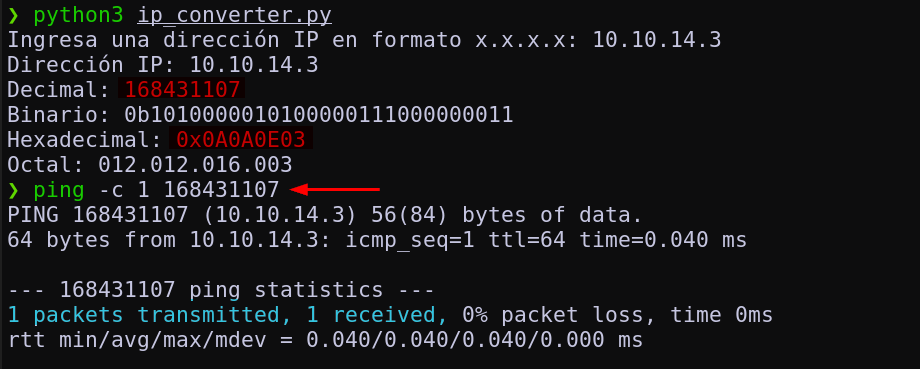 ❯ python3 ip_converter.py
Ingresa una dirección IP en formato x.x.x.x: 10.10.14.3
Dirección IP: 10.10.14.3
Decimal: 168431107
Binario: 0b1010000010100000111000000011
Hexadecimal: 0x0A0A0E03
Octal: 012.012.016.003
❯ ping -c 1 168431107
PING 168431107 (10.10.14.3) 56(84) bytes of data.
64 bytes from 10.10.14.3: icmp_seq=1 ttl=64 time=0.040 ms
--- 168431107 ping statistics ---
1 packets transmitted, 1 received, 0% packet loss, time 0ms
rtt min/avg/max/mdev = 0.040/0.040/0.040/0.000 ms